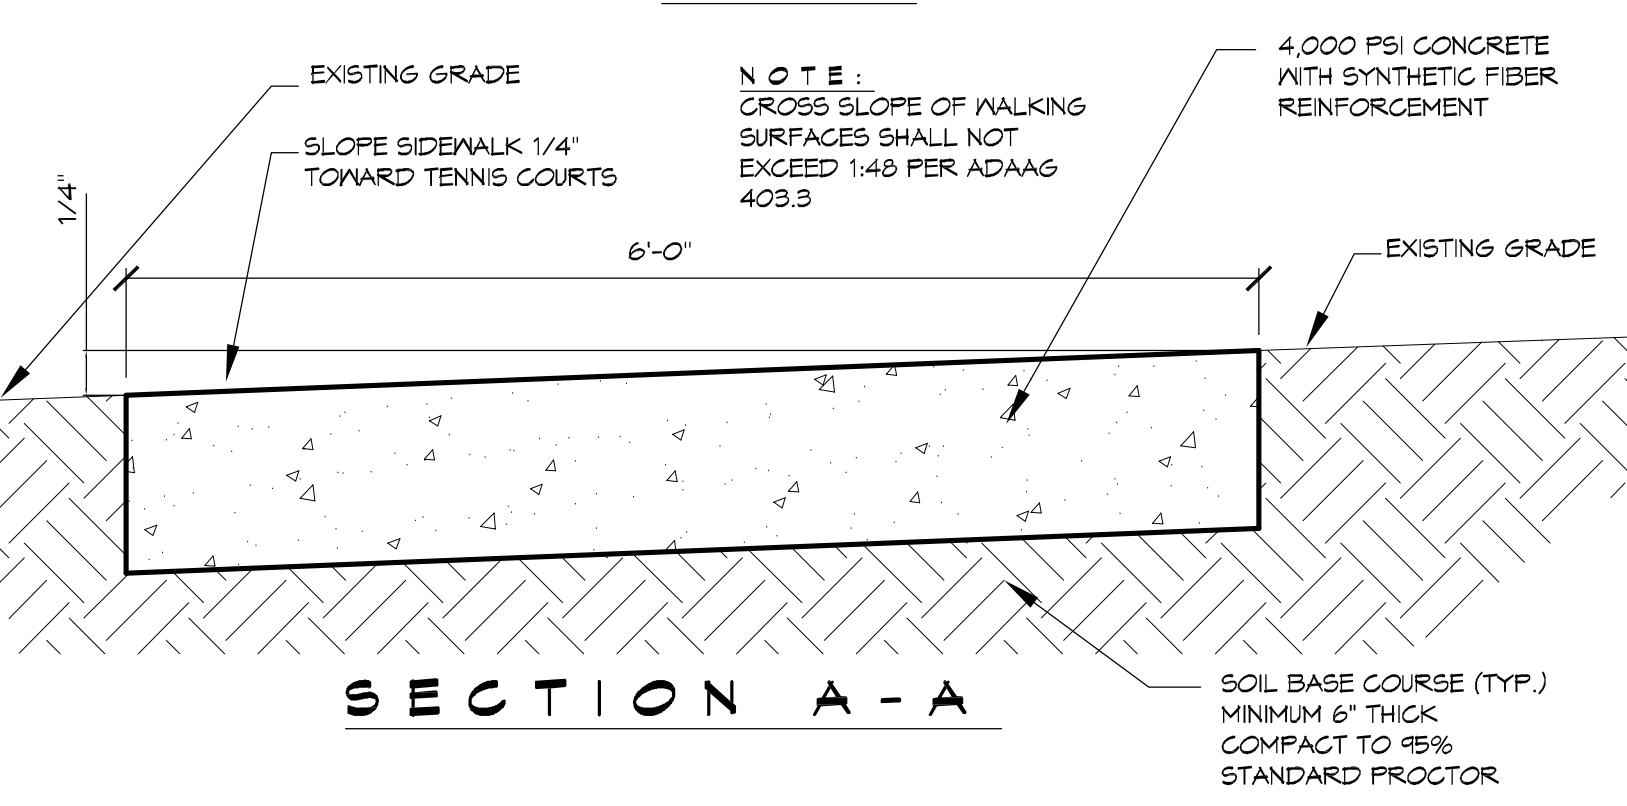 EXISTING GRADE
SLOPE SIDEWALK 1/4"
TOWARD TENNIS COURTS
1/4"
NOTE:
CROSS SLOPE OF WALKING
SURFACES SHALL NOT
EXCEED 1:48 PER ADAAG
403.3
6'-0"
4,000 PSI CONCRETE
WITH SYNTHETIC FIBER
REINFORCEMENT
EXISTING GRADE
SECTION A-A
SOIL BASE COURSE (TYP.)
MINIMUM 6" THICK
COMPACT TO 95%
STANDARD PROCTOR